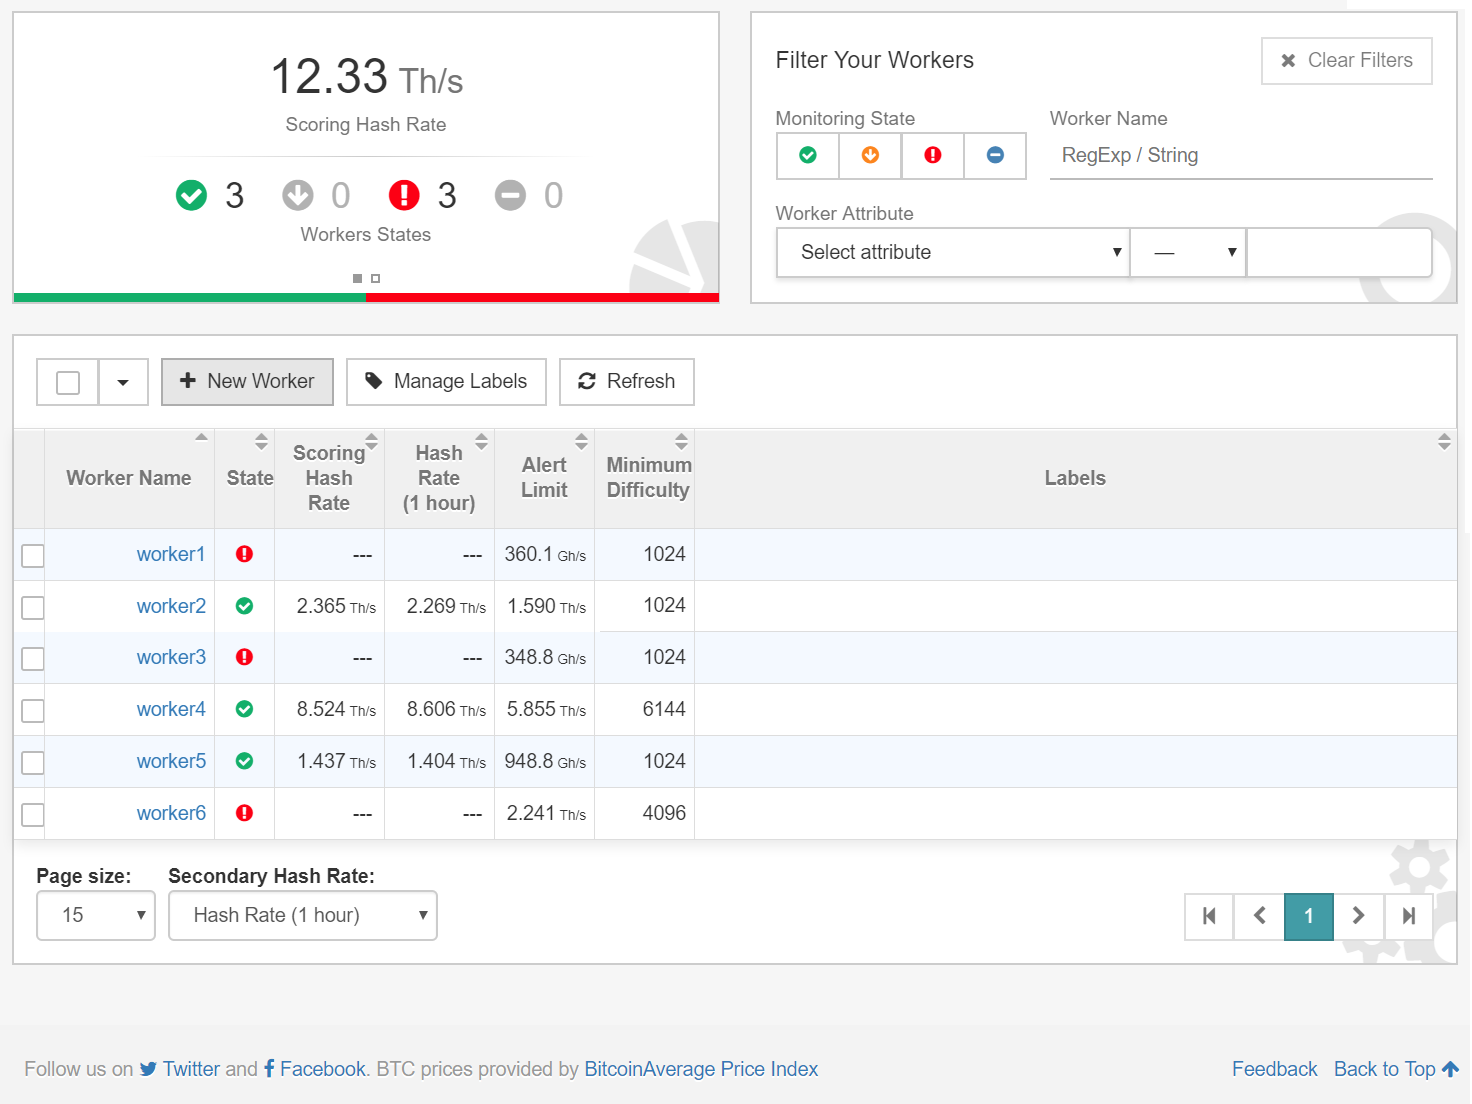 12.33 Th/s
Scoring Hash Rate
3 0 3 0
Workers States
Filter Your Workers
Clear Filters
Monitoring State
Worker Name
RegExp / String
Worker Attribute
Select attribute
—
New Worker
Manage Labels
Refresh
Worker Name State Scoring Hash Rate Hash Rate (1 hour) Alert Limit Minimum Difficulty Labels
worker1 --- --- 360.1 Gh/s 1024
worker2 2.365 Th/s 2.269 Th/s 1.590 Th/s 1024
worker3 --- --- 348.8 Gh/s 1024
worker4 8.524 Th/s 8.606 Th/s 5.855 Th/s 6144
worker5 1.437 Th/s 1.404 Th/s 948.8 Gh/s 1024
worker6 --- --- 2.241 Th/s 4096
Page size: Secondary Hash Rate:
15 Hash Rate (1 hour)
1
Follow us on Twitter and Facebook. BTC prices provided by BitcoinAverage Price Index
Feedback Back to Top